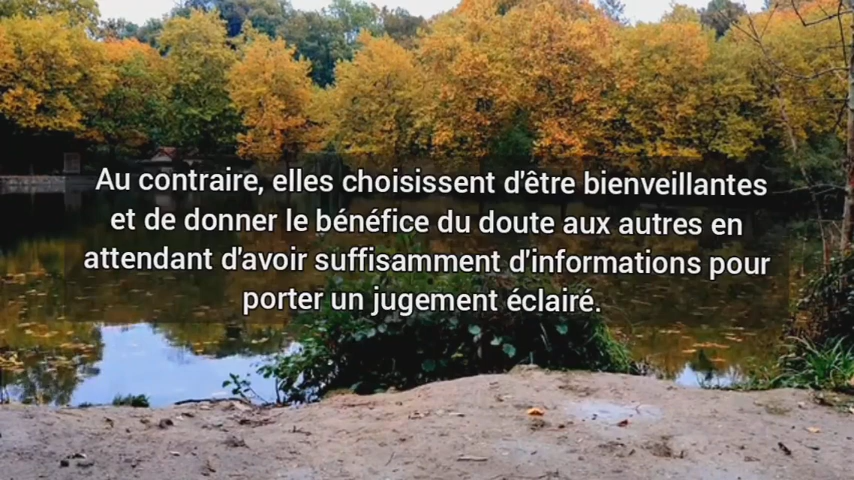 Au contraire, elles choisissent d'être bienveillantes
et de donner le bénéfice du doute aux autres en
attendant d'avoir suffisamment d'informations pour
porter un jugement éclairé.